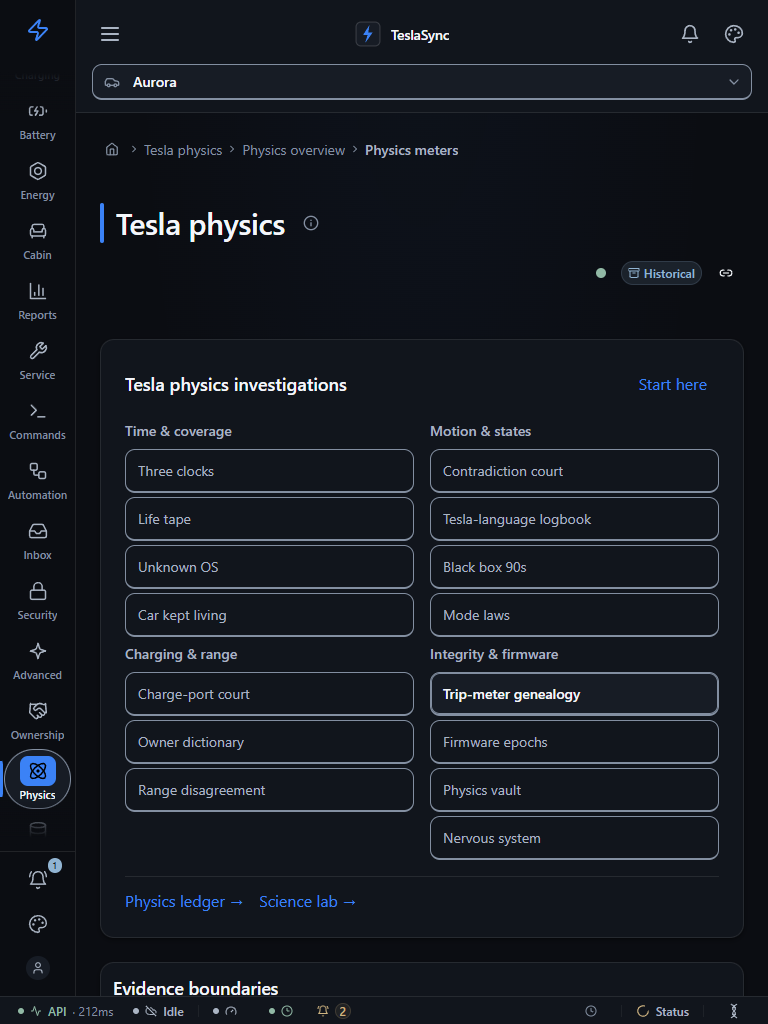 TeslaSync
Aurora
Battery
Energy
Cabin
Reports
Service
Commands
Automation
Inbox
Security
Advanced
Ownership
Physics
1
Tesla physics > Physics overview > Physics meters
Tesla physics
Historical
Tesla physics investigations
Start here
Time & coverage
Three clocks
Life tape
Unknown OS
Car kept living
Motion & states
Contradiction court
Tesla-language logbook
Black box 90s
Mode laws
Charging & range
Charge-port court
Owner dictionary
Range disagreement
Integrity & firmware
Trip-meter genealogy
Firmware epochs
Physics vault
Nervous system
Physics ledger → Science lab →
Evidence boundaries
API · 212ms Idle 2 Status